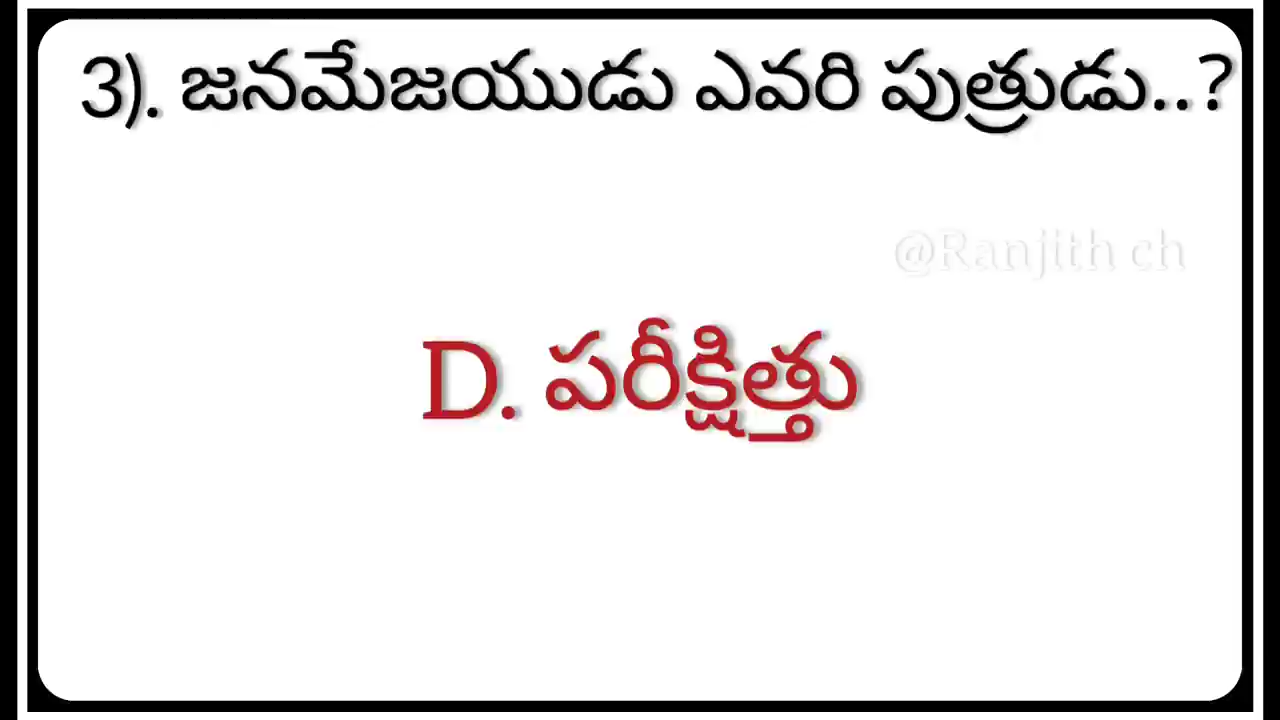 3). జనమేజయుడు ఎవరి పుత్రుడు..?
@Ranjith ch
D. పరీక్షిత్తు